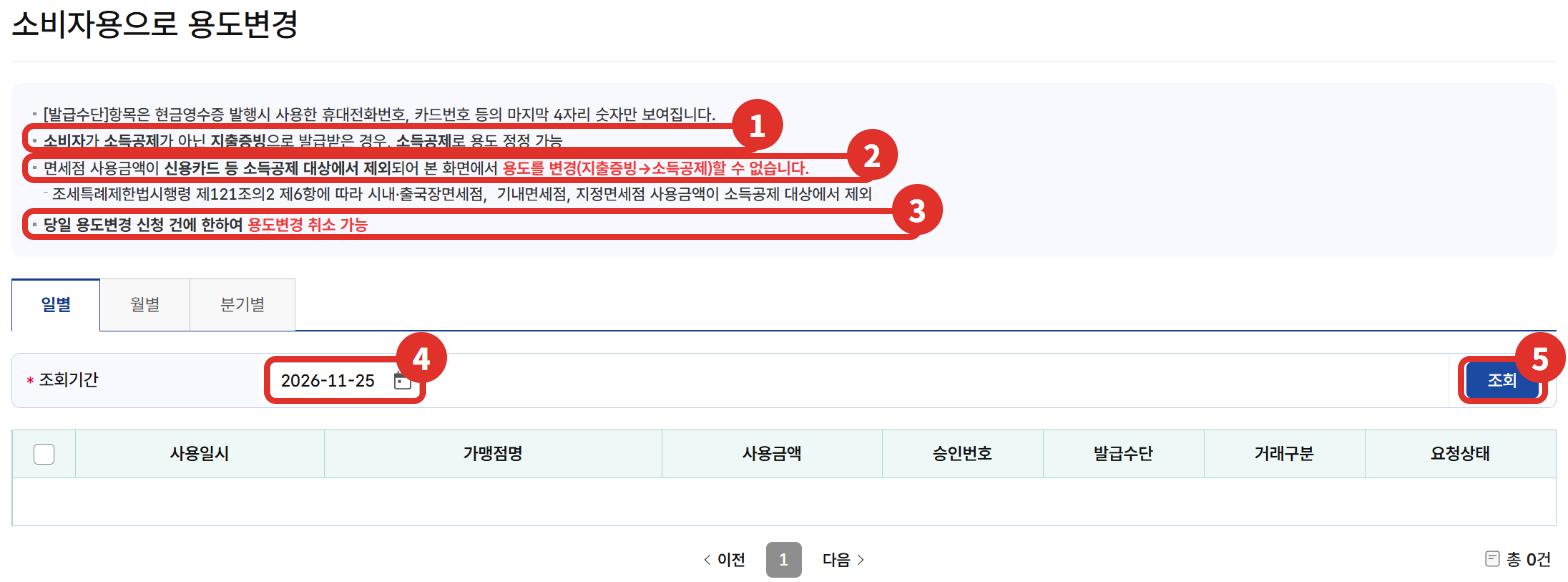 소비자용으로 용도변경
[발급수단]항목은 현금영수증 발행시 사용한 휴대전화번호, 카드번호 등의 마지막 4자리 숫자만 보여집니다.
1
소비자가 소득공제가 아닌 지출증빙으로 발급받은 경우, 소득공제로 용도 정정 가능
2
면세점 사용금액이 신용카드 등 소득공제 대상에서 제외되어 본 화면에서 용도를 변경(지출증빙→소득공제)할 수 없습니다.
- 조세특례제한법시행령 제121조의2 제6항에 따라 시내·출국장면세점, 기내면세점, 지정면세점 사용금액이 소득공제 대상에서 제외
3
당일 용도변경 신청 건에 한하여 용도변경 취소 가능
일별 월별 분기별
4 5
* 조회기간 2026-11-25 조회
사용일시 가맹점명 사용금액 승인번호 발급수단 거래구분 요청상태
< 이전 1 다음 > 총 0건